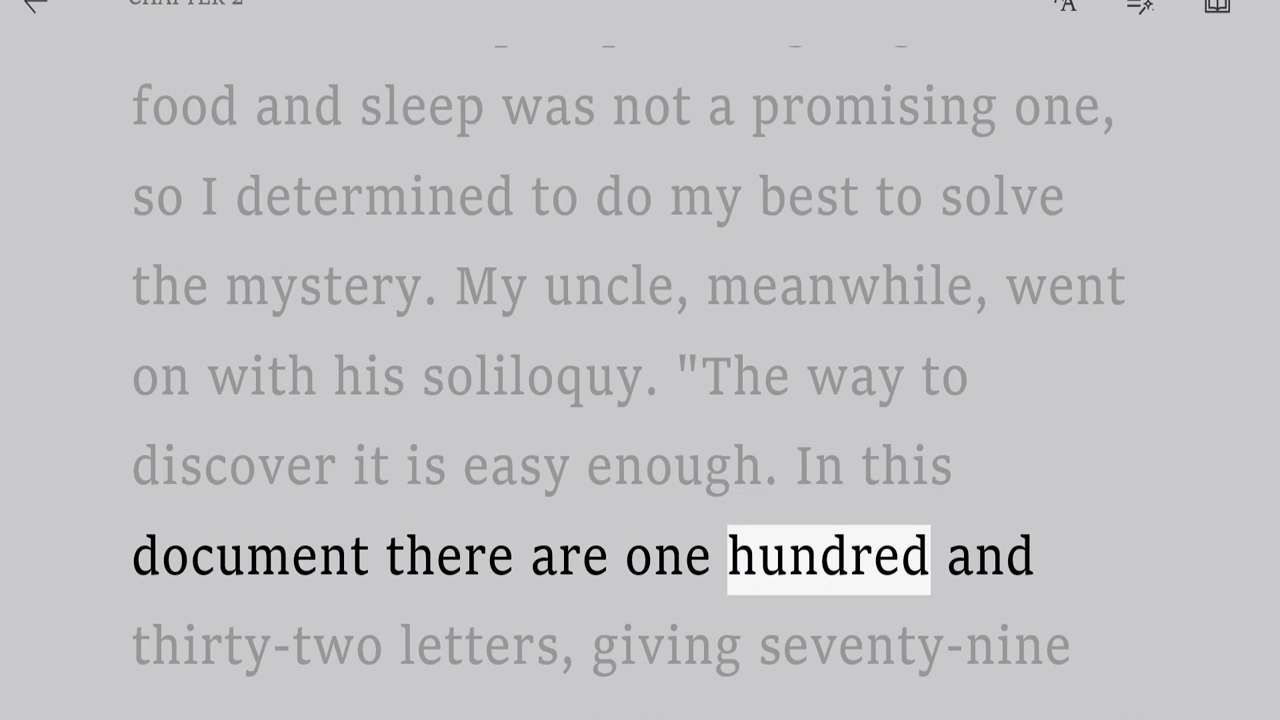 CHAPTER 2
food and sleep was not a promising one,
so I determined to do my best to solve
the mystery. My uncle, meanwhile, went
on with his soliloquy. "The way to
discover it is easy enough. In this
document there are one hundred and
thirty-two letters, giving seventy-nine